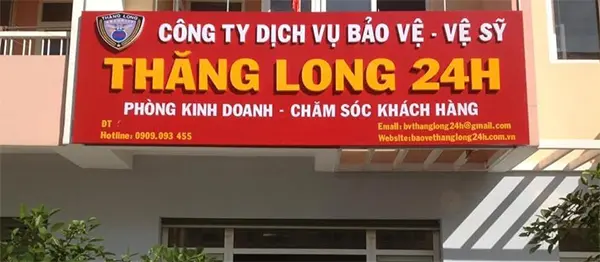 THĂNG LONG
CÔNG TY DỊCH VỤ BẢO VỆ - VỆ SỸ
THĂNG LONG 24H
PHÒNG KINH DOANH - CHĂM SÓC KHÁCH HÀNG
ĐT
Hotline: 0909.093 455
Email: bvthanglong24h@gmail.com
Website: baovethanglong24h.com.vn